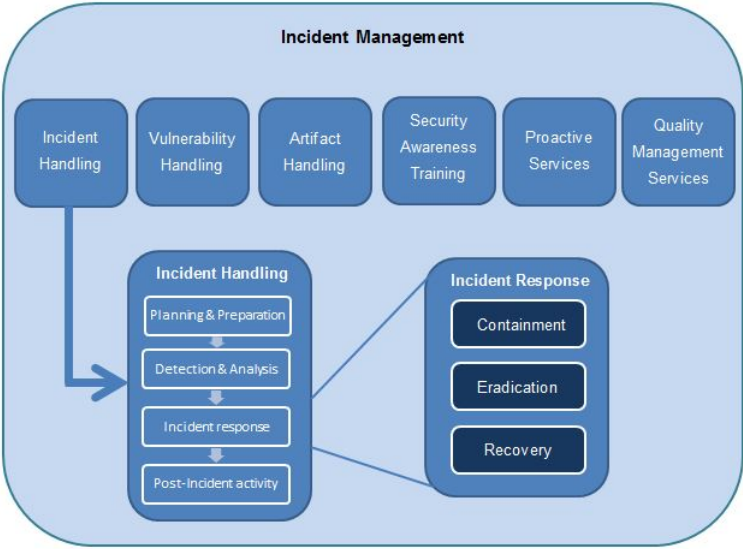 Incident Management
Incident
Handling
Vulnerability
Handling
Artifact
Handling
Security
Awareness
Training
Proactive
Services
Quality
Management
Services
Incident Handling
Planning & Preparation
Detection & Analysis
Incident response
Post-Incident activity
Incident Response
Containment
Eradication
Recovery